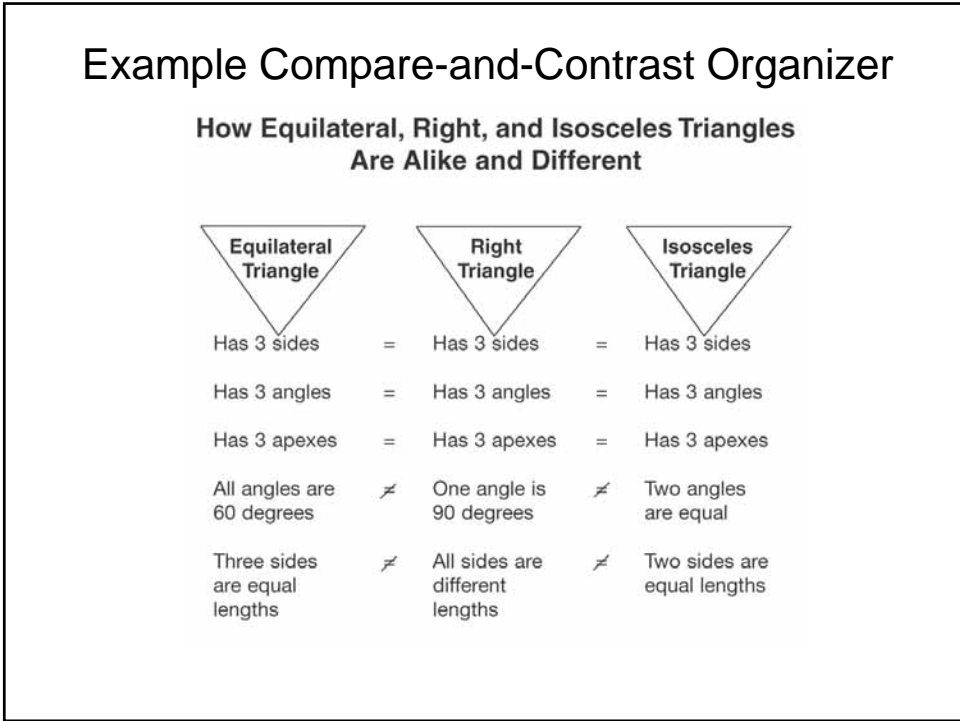 Example Compare-and-Contrast Organizer
How Equilateral, Right, and Isosceles Triangles
Are Alike and Different
Equilateral Triangle
Right Triangle
Isosceles Triangle
Has 3 sides = Has 3 sides = Has 3 sides
Has 3 angles = Has 3 angles = Has 3 angles
Has 3 apexes = Has 3 apexes = Has 3 apexes
All angles are ≠ One angle is ≠ Two angles
60 degrees 90 degrees are equal
Three sides ≠ All sides are ≠ Two sides are
are equal different equal lengths
lengths lengths